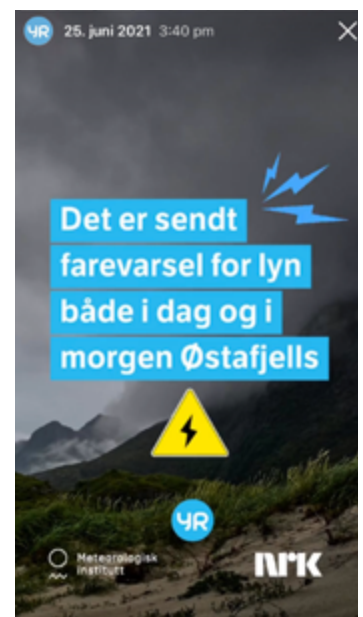 YR 25. juni 2021 3:40 pm
Det er sendt
farevarsel for lyn
både i dag og i
morgen Østafjells
YR
Meteorologisk
institutt
NRK